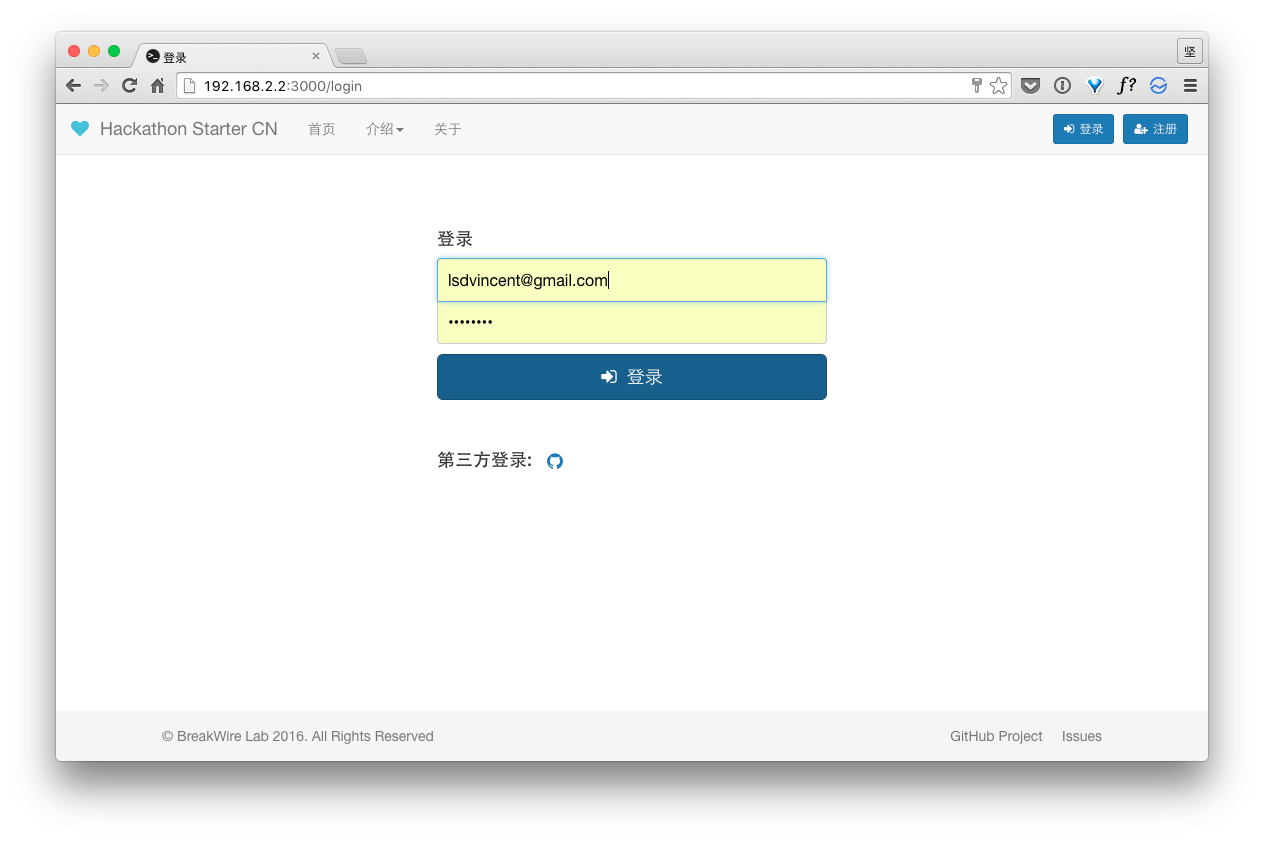 登录
坚
192.168.2.2:3000/login
f?
Hackathon Starter CN 首页 介绍 关于 登录 注册
登录
lsdvincent@gmail.com
••••••••
登录
第三方登录:
© BreakWire Lab 2016. All Rights Reserved GitHub Project Issues